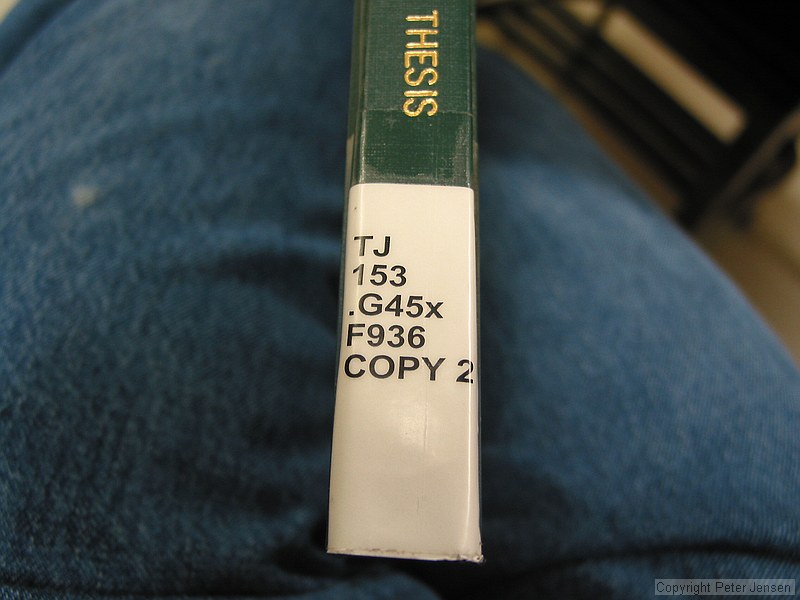 THESIS
TJ
153
.G45x
F936
COPY 2
Copyright Peter Jensen